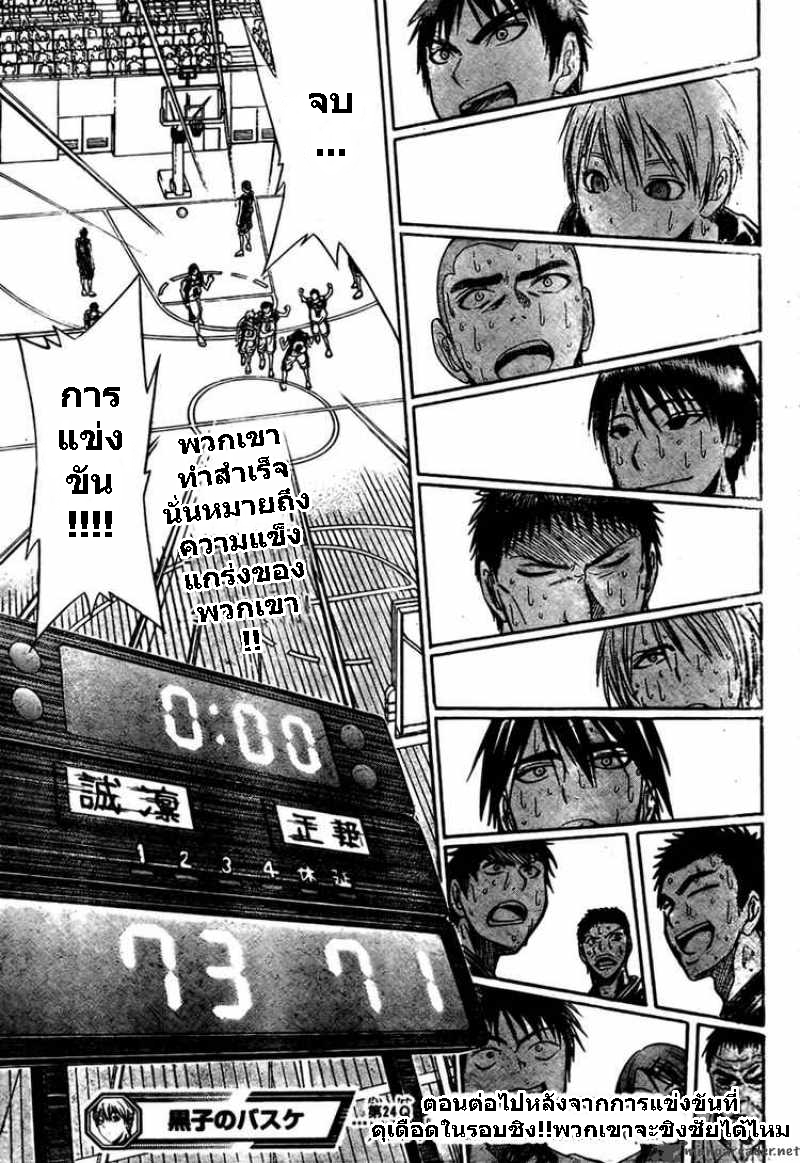 จบ
...
การ
แข่ง
ขัน
!!!!
พวกเขา
ทำสำเร็จ
นั่นหมายถึง
ความแข็ง
แกร่งของ
พวกเขา
!!
0:00
誠凛
正邦
1 2 3 4 休 延
73 71
黒子のバスケ
第24Q
ตอนต่อไปหลังจากการแข่งขันที่
ดุเดือดในรอบชิง!!พวกเขาจะชิงชัยได้ไหม